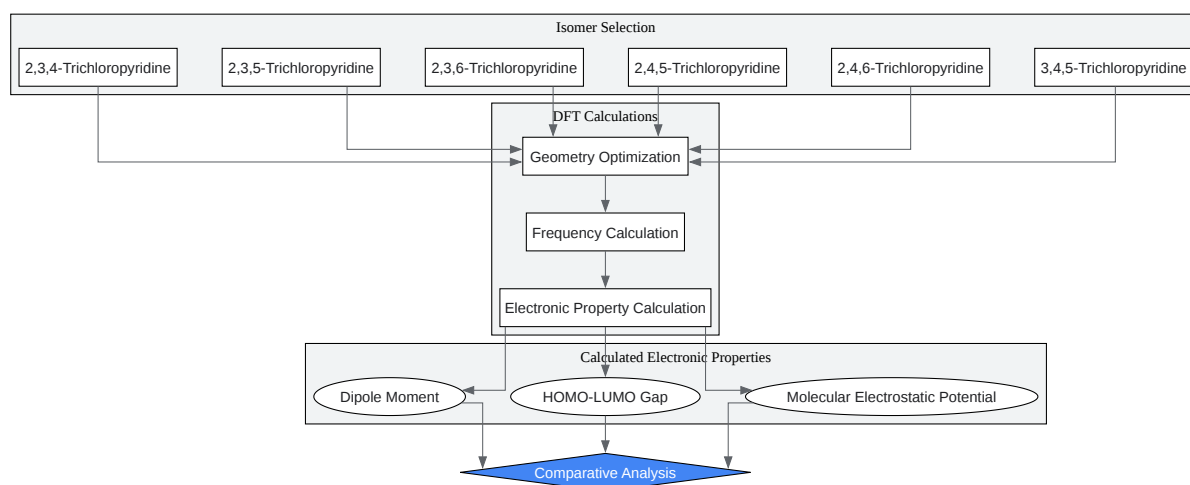 Isomer Selection
2,3,4-Trichloropyridine
2,3,5-Trichloropyridine
2,3,6-Trichloropyridine
2,4,5-Trichloropyridine
2,4,6-Trichloropyridine
3,4,5-Trichloropyridine
DFT Calculations
Geometry Optimization
Frequency Calculation
Electronic Property Calculation
Calculated Electronic Properties
Dipole Moment
HOMO-LUMO Gap
Molecular Electrostatic Potential
Comparative Analysis